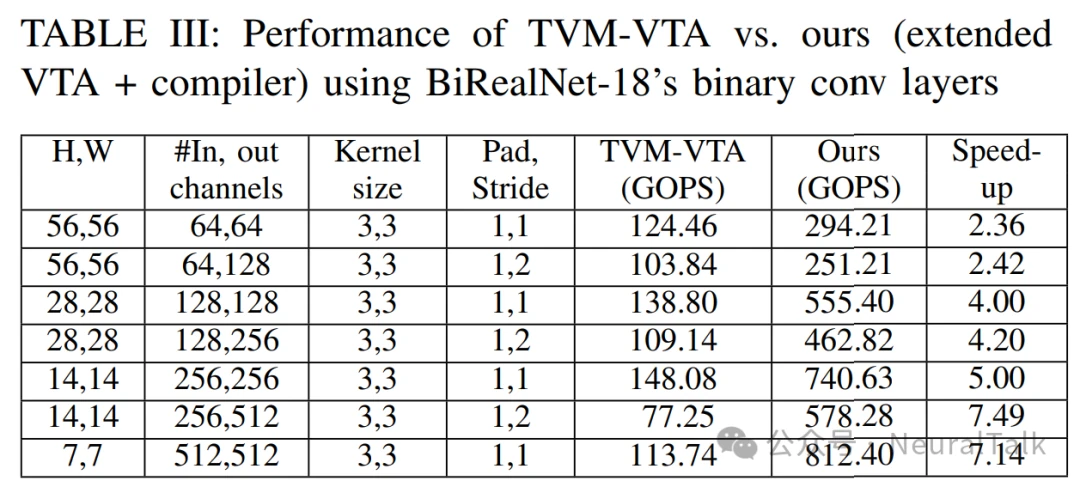 TABLE III: Performance of TVM-VTA vs. ours (extended
VTA + compiler) using BiRealNet-18's binary conv layers
H,W #In, out channels Kernel size Pad, Stride TVM-VTA (GOPS) Ours (GOPS) Speed-up
56,56 64,64 3,3 1,1 124.46 294.21 2.36
56,56 64,128 3,3 1,2 103.84 251.21 2.42
28,28 128,128 3,3 1,1 138.80 555.40 4.00
28,28 128,256 3,3 1,2 109.14 462.82 4.20
14,14 256,256 3,3 1,1 148.08 740.63 5.00
14,14 256,512 3,3 1,2 77.25 578.28 7.49
7,7 512,512 3,3 1,1 113.74 812.40 7.14
公众号 · NeuralTalk